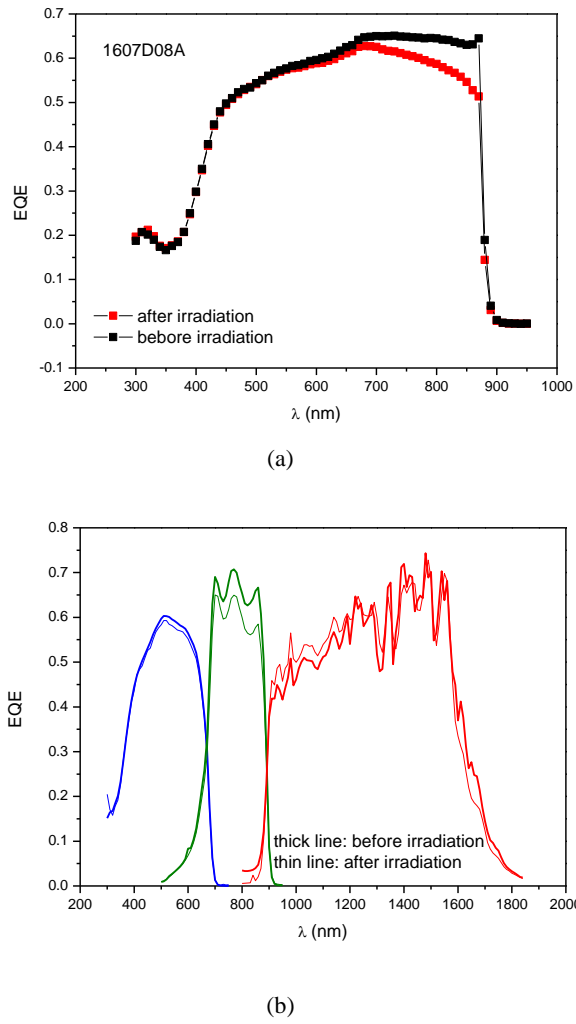 0.7
1607D08A
0.6
0.5
0.4
0.3
EQE
0.2
0.1
after irradiation
bebore irradiation
0.0
-0.1
200 300 400 500 600 700 800 900 1000
λ (nm)
(a)
0.8
0.7
0.6
0.5
0.4
EQE
0.3
0.2
0.1
thick line: before irradiation
thin line: after irradiation
0.0
200 400 600 800 1000 1200 1400 1600 1800 2000
λ (nm)
(b)